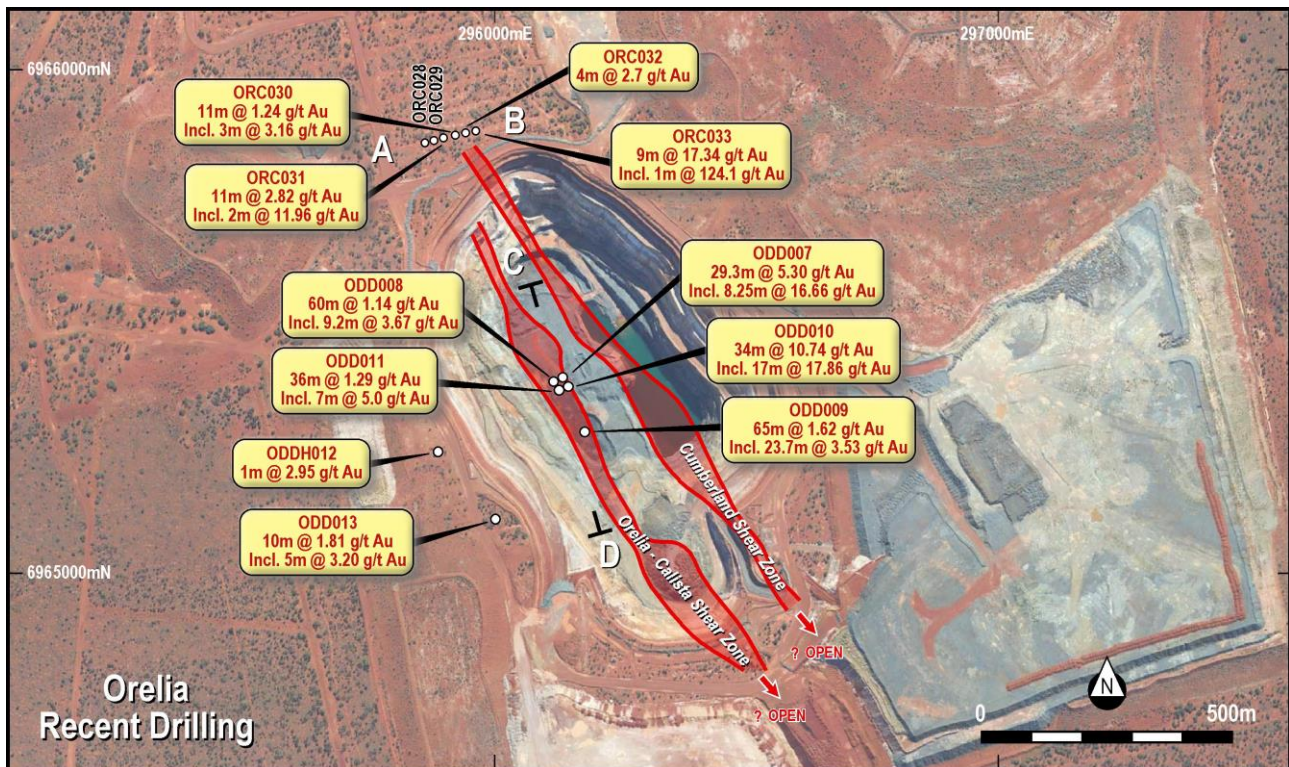 296000mE
297000mE
6966000mN
ORC032
4m @ 2.7 g/t Au
ORC028
ORC029
ORC030
11m @ 1.24 g/t Au
Incl. 3m @ 3.16 g/t Au
A
B
ORC033
9m @ 17.34 g/t Au
Incl. 1m @ 124.1 g/t Au
ORC031
11m @ 2.82 g/t Au
Incl. 2m @ 11.96 g/t Au
C
ODD007
29.3m @ 5.30 g/t Au
Incl. 8.25m @ 16.66 g/t Au
ODD008
60m @ 1.14 g/t Au
Incl. 9.2m @ 3.67 g/t Au
ODD010
34m @ 10.74 g/t Au
Incl. 17m @ 17.86 g/t Au
ODD011
36m @ 1.29 g/t Au
Incl. 7m @ 5.0 g/t Au
ODD009
65m @ 1.62 g/t Au
Incl. 23.7m @ 3.53 g/t Au
ODDH012
1m @ 2.95 g/t Au
Cumberland Shear Zone
ODD013
10m @ 1.81 g/t Au
Incl. 5m @ 3.20 g/t Au
D
Orelia - Calista Shear Zone
6965000mN
? OPEN
? OPEN
Orelia
Recent Drilling
N
0
500m